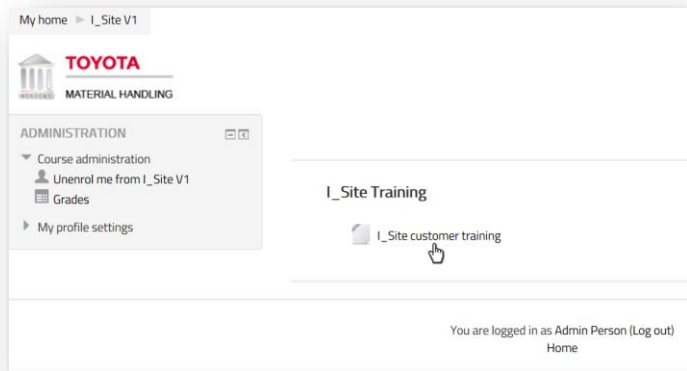 My home ▶ I_Site V1
TOYOTA
MATERIAL HANDLING
ADMINISTRATION
Course administration
Unenrol me from I_Site V1
Grades
My profile settings
I_Site Training
I_Site customer training
You are logged in as Admin Person (Log out)
Home